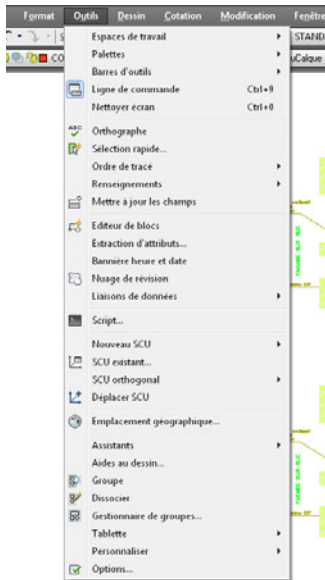 Format Outils Dessin Cotation Modification Fenêtre
Espaces de travail
STAND
Palettes
Barres d'outils
CO
uCalque
Ligne de commande Ctrl+9
Nettoyer écran Ctrl+0
ABC Orthographe
Sélection rapide...
Ordre de tracé
Renseignements
Mettre à jour les champs
Editeur de blocs
Extraction d'attributs...
Bannière heure et date
Nuage de révision
Liaisons de données
Script...
Nouveau SCU
SCU existant...
SCU orthogonal
Déplacer SCU
Emplacement géographique...
Assistants
Aides au dessin...
Groupe
Dissocier
Gestionnaire de groupes...
Tablette
Personnaliser
Options...